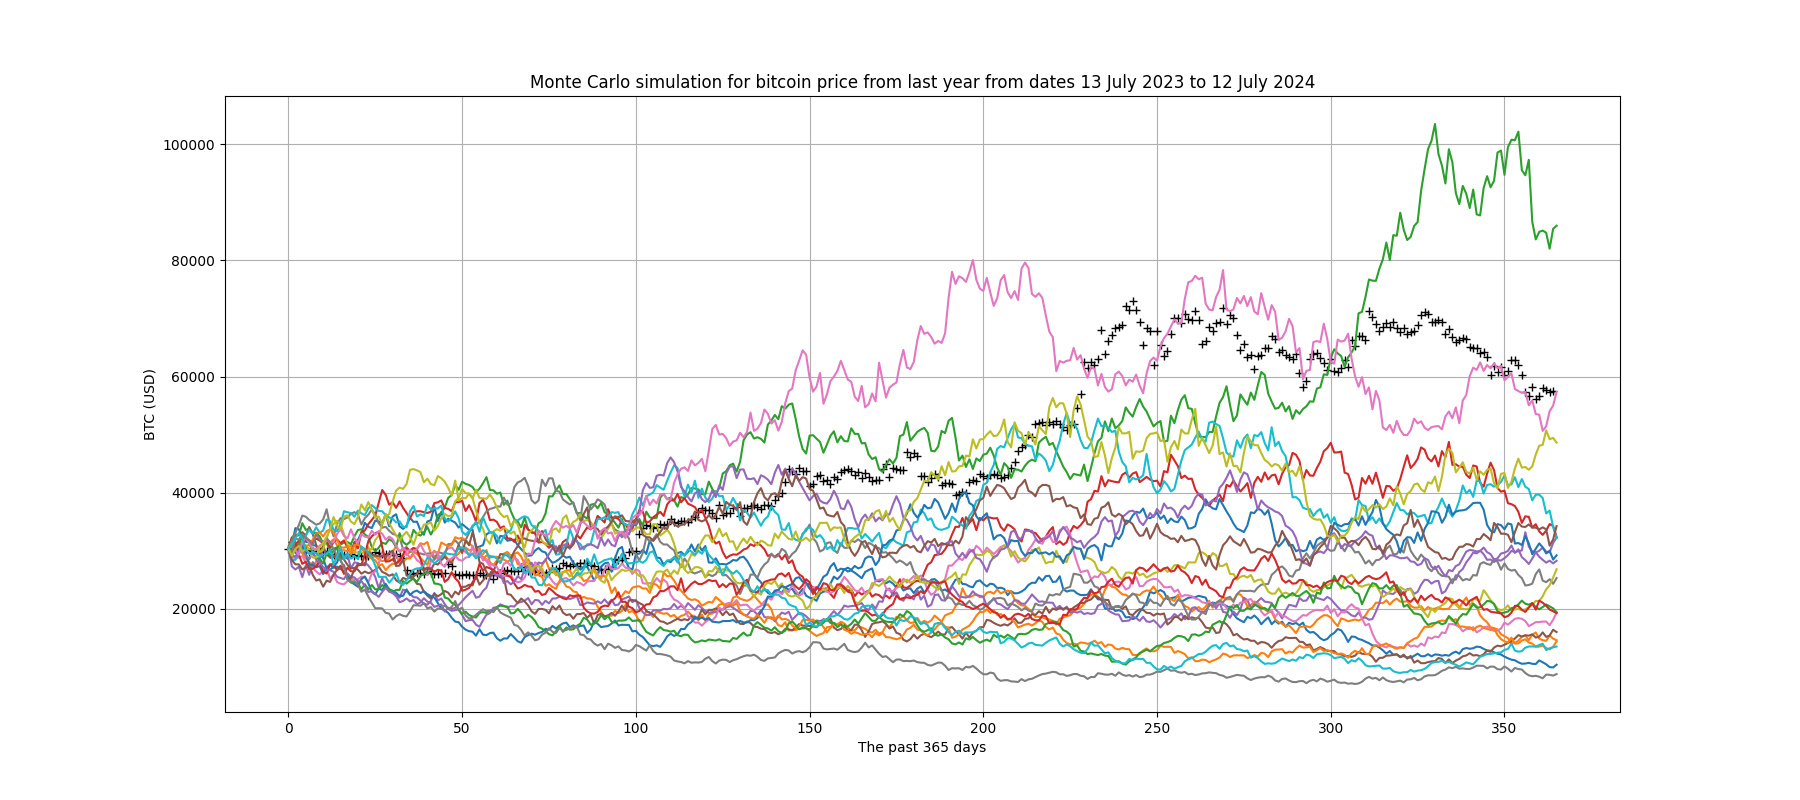 Monte Carlo simulation for bitcoin price from last year from dates 13 July 2023 to 12 July 2024
100000
80000
60000
40000
20000
BTC (USD)
0 50 100 150 200 250 300 350
The past 365 days